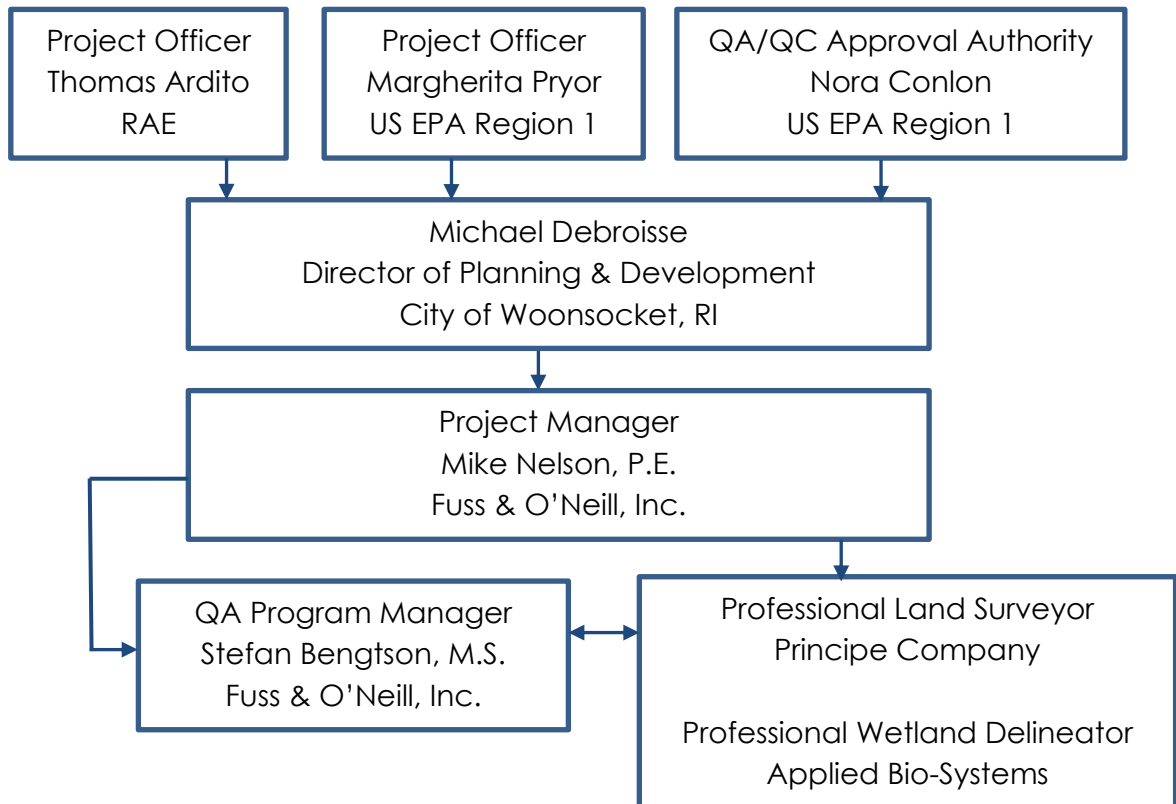 Project Officer
Thomas Ardito
RAE
Project Officer
Margherita Pryor
US EPA Region 1
QA/QC Approval Authority
Nora Conlon
US EPA Region 1
Michael Debroisse
Director of Planning & Development
City of Woonsocket, RI
Project Manager
Mike Nelson, P.E.
Fuss & O’Neill, Inc.
QA Program Manager
Stefan Bengtson, M.S.
Fuss & O’Neill, Inc.
Professional Land Surveyor
Principe Company
Professional Wetland Delineator
Applied Bio-Systems